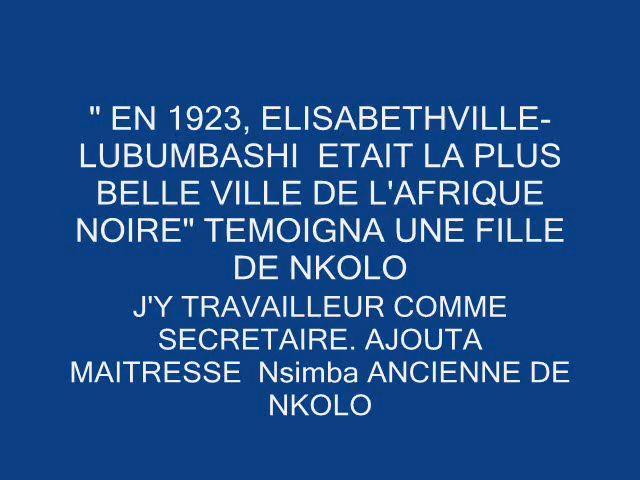 " EN 1923, ELISABETHVILLE-
LUBUMBASHI  ETAIT LA PLUS
BELLE VILLE DE L'AFRIQUE
NOIRE" TEMOIGNA UNE FILLE
DE NKOLO
J'Y TRAVAILLEUR COMME
SECRETAIRE. AJOUTA
MAITRESSE  Nsimba ANCIENNE DE
NKOLO